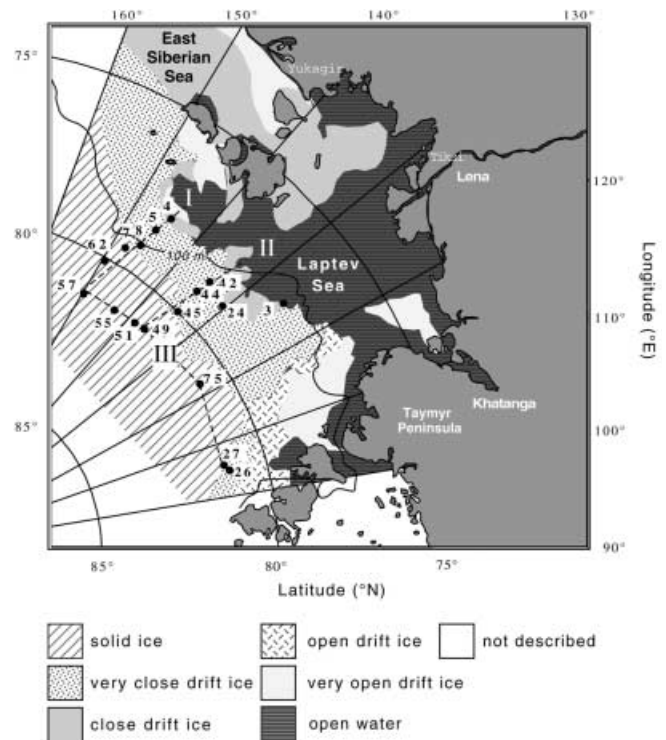 160° 150° 140° 130°
75°
East
Siberian
Sea
Yukagir
Tiksi
Lena
120°
I
4
5
8
7
62
80°
100 m
II
Laptev
Sea
57
42
44
24
3
45
55
51
49
III
110°
75
Khatanga
Taymyr
Peninsula
85°
100°
27
26
90°
85° 80° 75°
Latitude (°N)
Longitude (°E)
solid ice
open drift ice
not described
very close drift ice
very open drift ice
close drift ice
open water